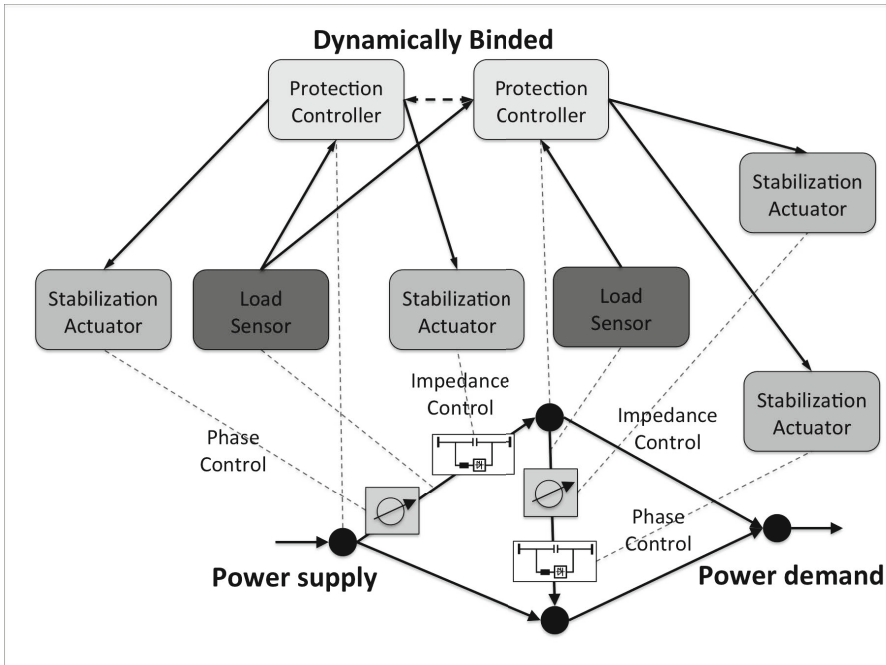 Dynamically Binded
Protection
Controller
Protection
Controller
Stabilization
Actuator
Stabilization
Actuator
Load
Sensor
Stabilization
Actuator
Load
Sensor
Stabilization
Actuator
Impedance
Control
Impedance
Control
Phase
Control
Phase
Control
Power supply
Power demand